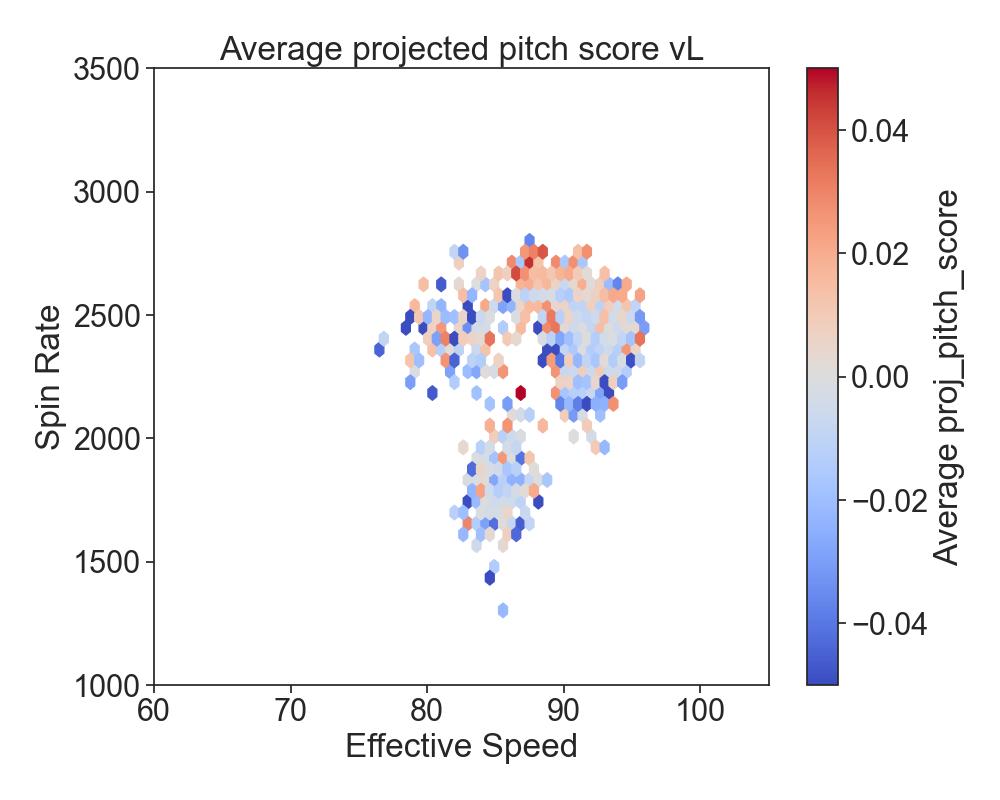 Average projected pitch score vL
3500
3000
2500
2000
1500
1000
Spin Rate
60 70 80 90 100
Effective Speed
0.04
0.02
0.00
−0.02
−0.04
Average proj_pitch_score